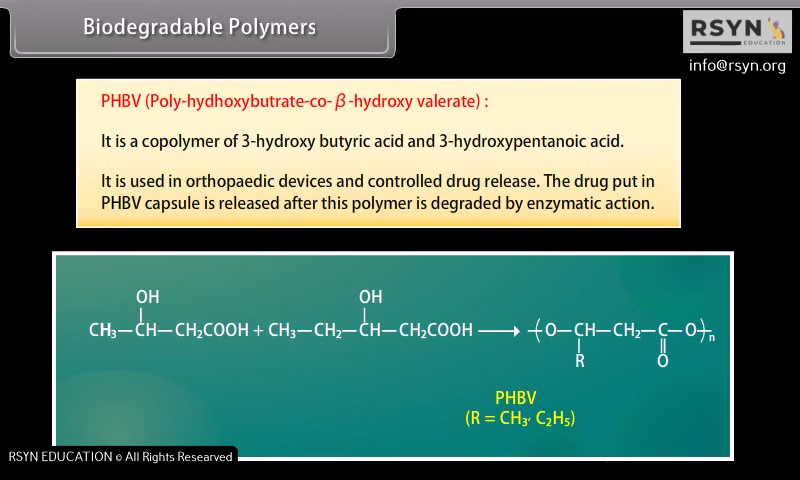 Biodegradable Polymers
RSYN
EDUCATION
info@rsyn.org
PHBV (Poly-hydhoxybutrate-co-β-hydroxy valerate) :
It is a copolymer of 3-hydroxy butyric acid and 3-hydroxypentanoic acid.
It is used in orthopaedic devices and controlled drug release. The drug put in
PHBV capsule is released after this polymer is degraded by enzymatic action.
OH OH
CH₃—CH—CH₂COOH + CH₃—CH₂—CH—CH₂COOH ⟶ —(O—CH—CH₂—C—O—)ₙ
R O
PHBV
(R = CH₃, C₂H₅)
RSYN EDUCATION © All Rights Researved